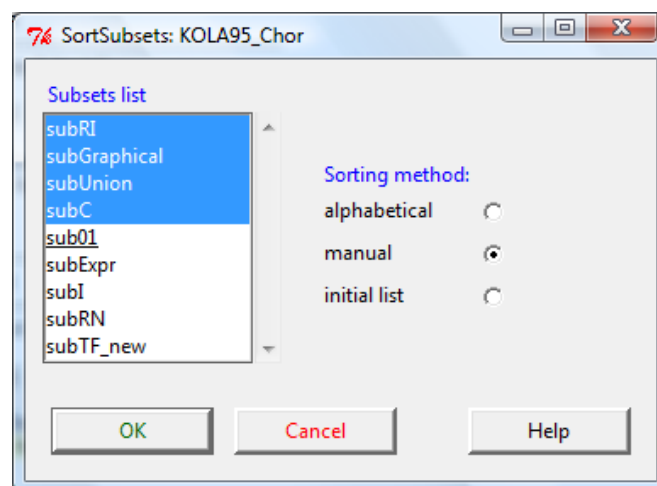 SortSubsets: KOLA95_Chor
Subsets list
subRI
subGraphical
subUnion
subC
sub01
subExpr
subI
subRN
subTF_new
Sorting method:
alphabetical
manual
initial list
OK Cancel Help